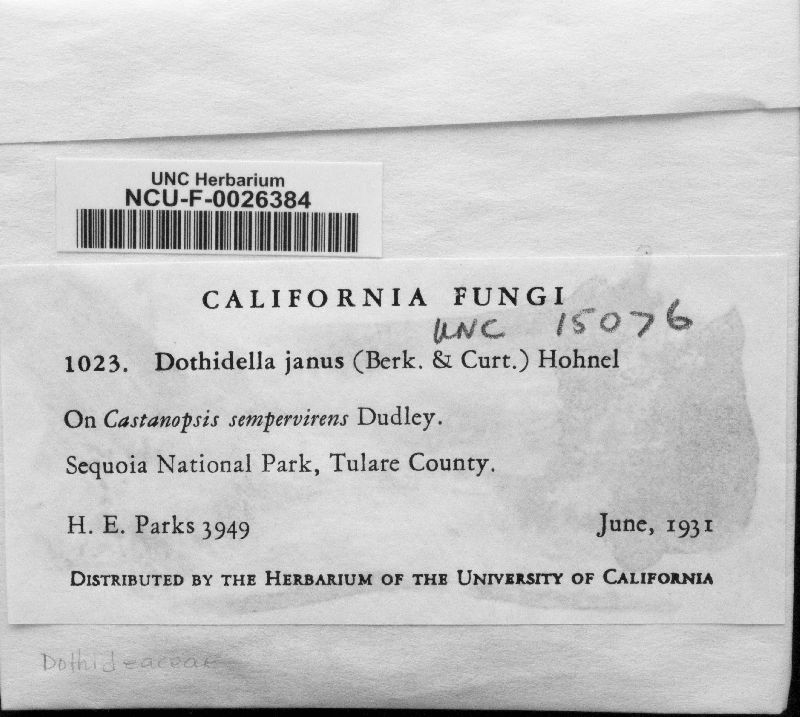 UNC Herbarium
NCU-F-0026384
CALIFORNIA FUNGI
UNC 15076
1023. Dothidella janus (Berk. & Curt.) Hohnel
On Castanopsis sempervirens Dudley.
Sequoia National Park, Tulare County.
H. E. Parks 3949 June, 1931
DISTRIBUTED BY THE HERBARIUM OF THE UNIVERSITY OF CALIFORNIA
Dothideaceae